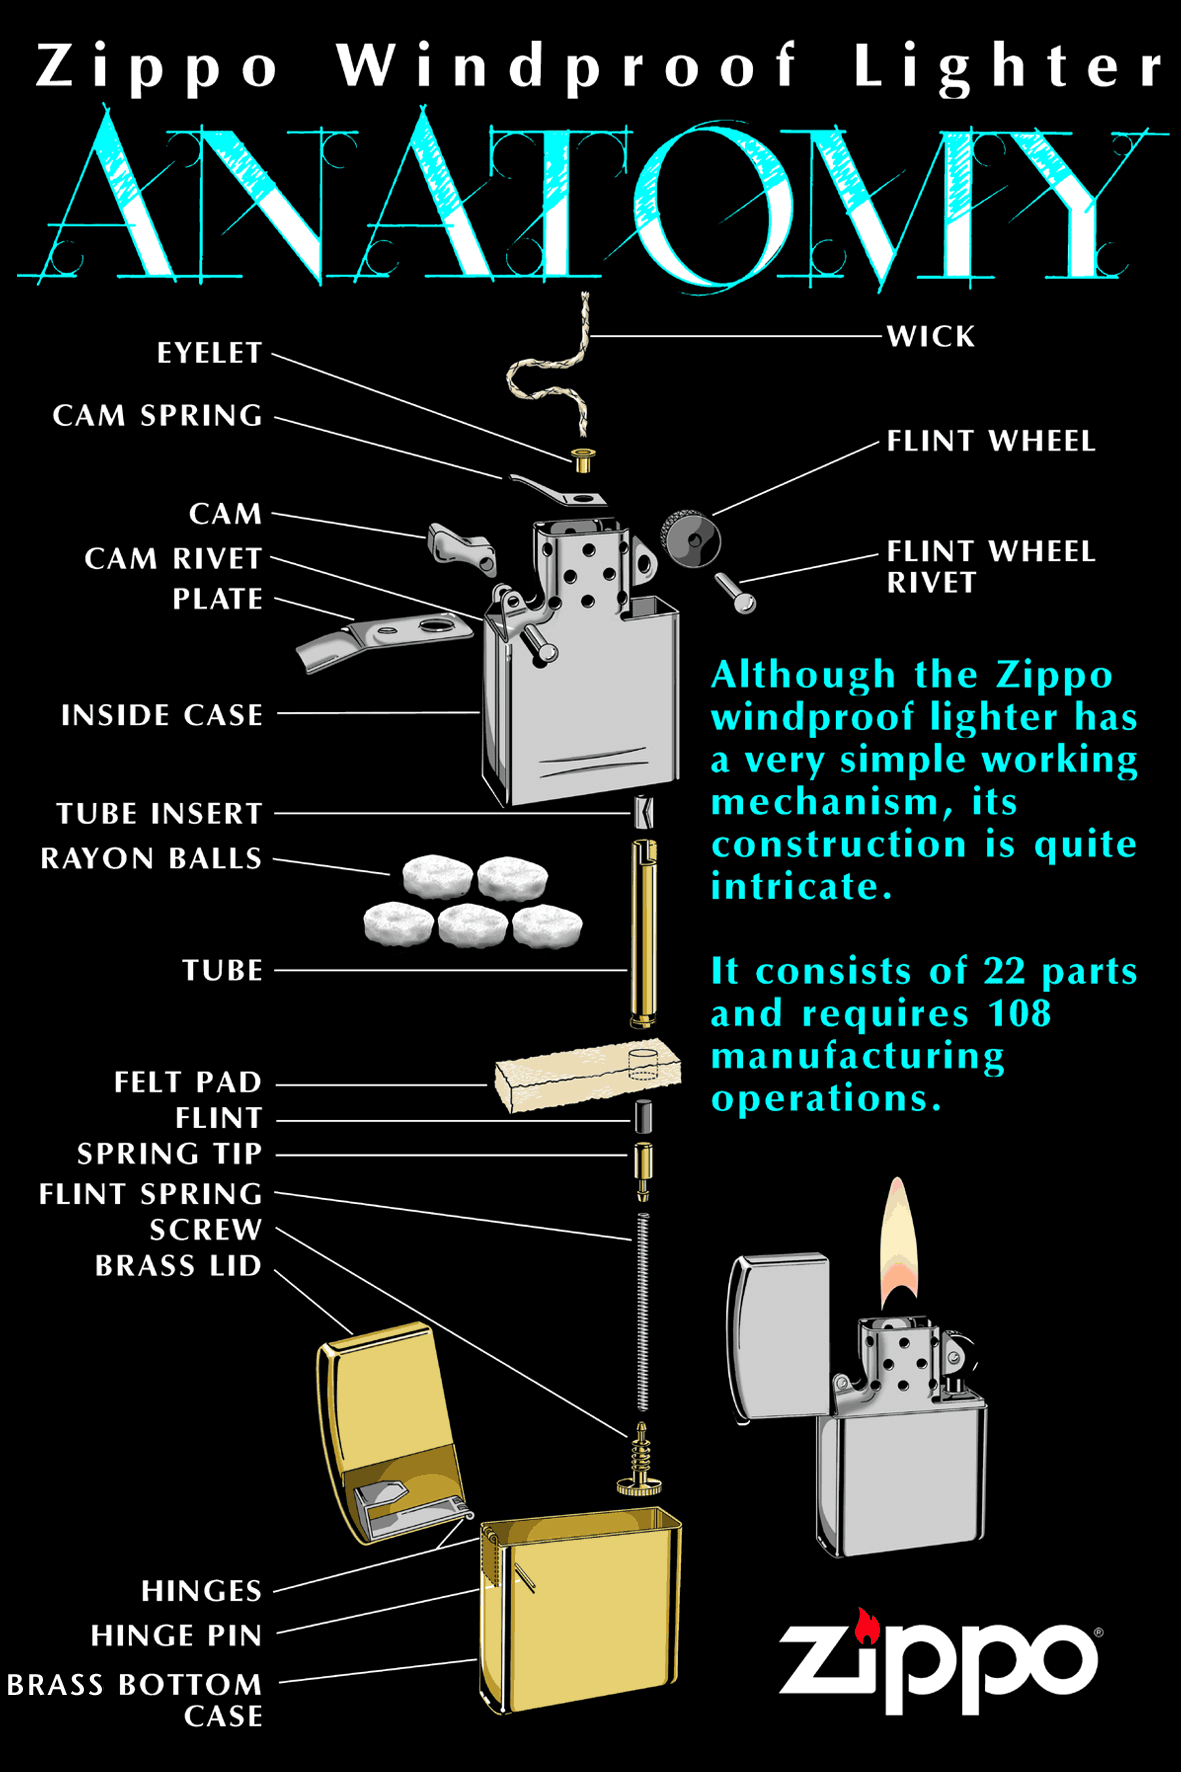 Zippo Windproof Lighter
ANATOMY
WICK
EYELET
CAM SPRING
FLINT WHEEL
CAM
CAM RIVET
FLINT WHEEL
RIVET
PLATE
Although the Zippo
windproof lighter has
a very simple working
mechanism, its
construction is quite
intricate.
INSIDE CASE
TUBE INSERT
RAYON BALLS
TUBE
It consists of 22 parts
and requires 108
manufacturing
operations.
FELT PAD
FLINT
SPRING TIP
FLINT SPRING
SCREW
BRASS LID
HINGES
HINGE PIN
BRASS BOTTOM
CASE
zippo®